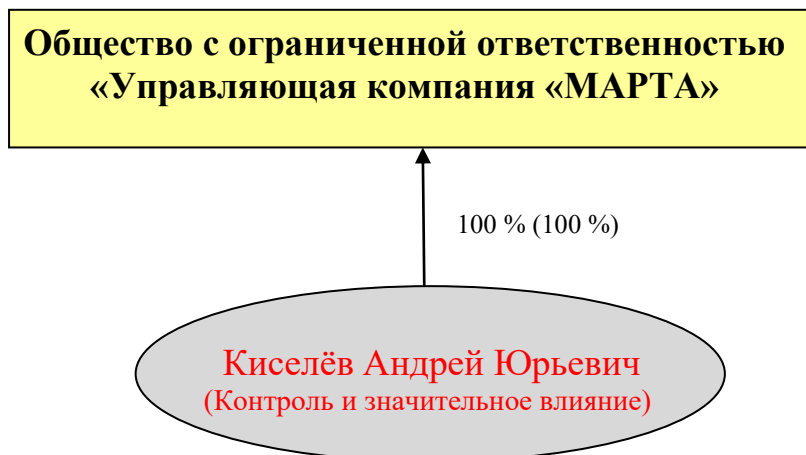 Общество с ограниченной ответственностью
«Управляющая компания «МАРТА»
100 % (100 %)
Киселёв Андрей Юрьевич
(Контроль и значительное влияние)